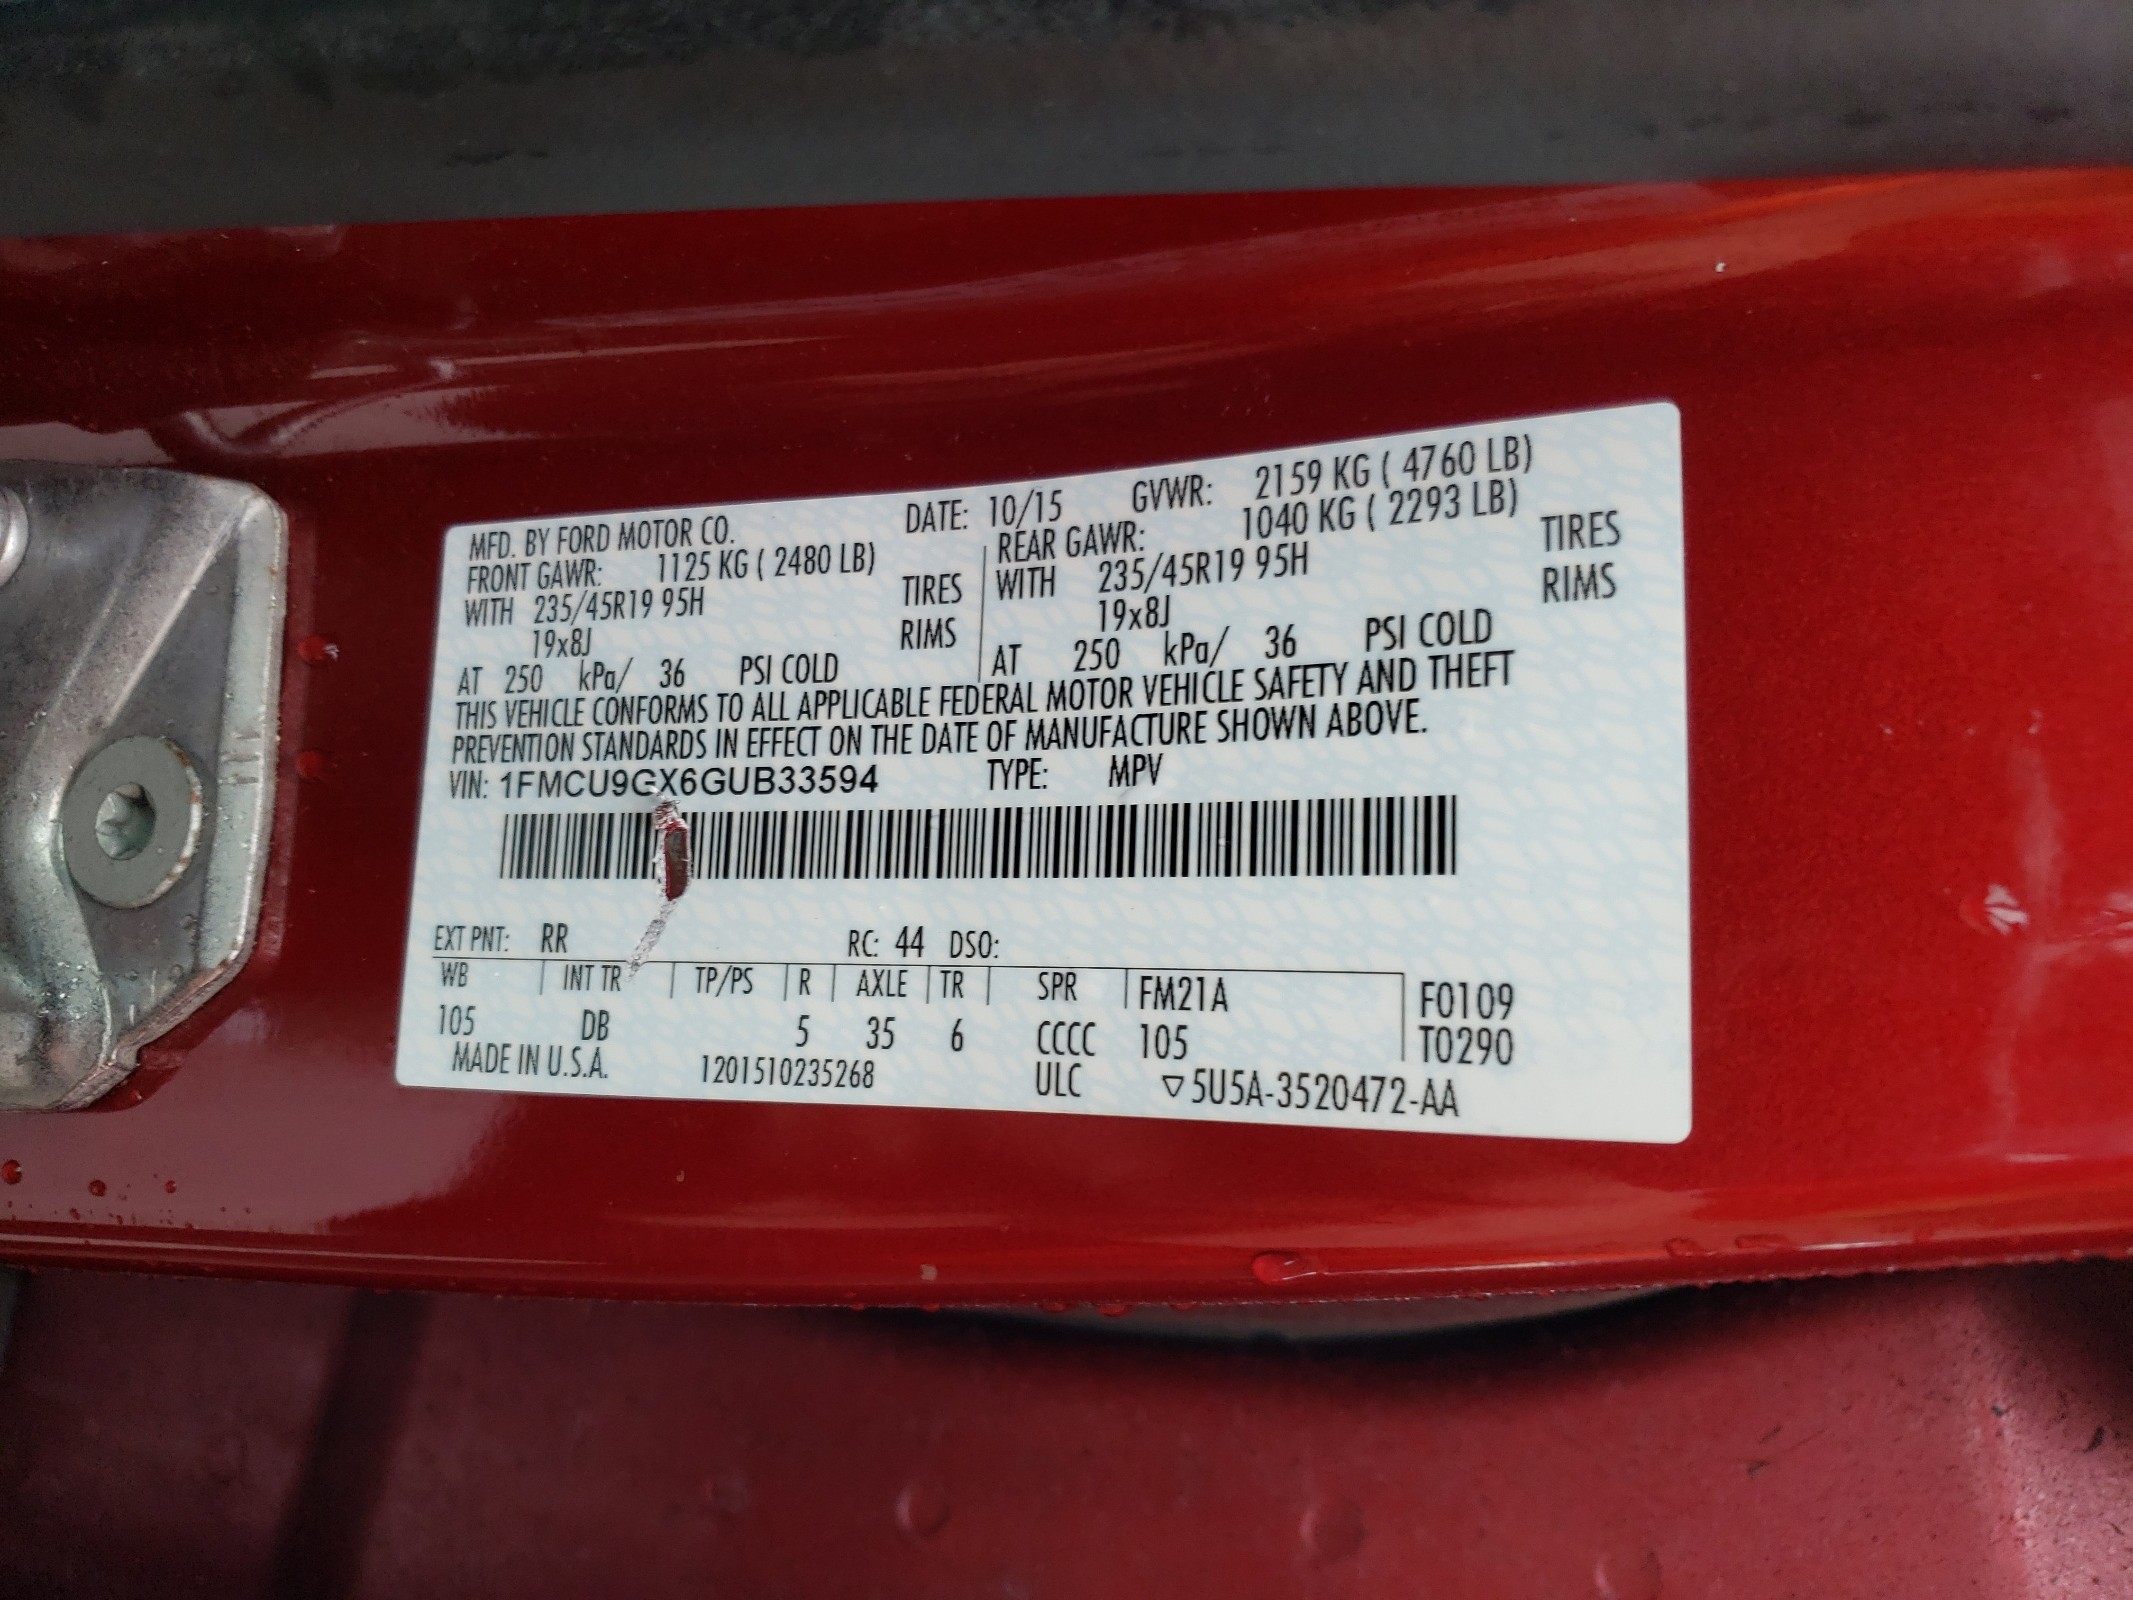 MFD. BY FORD MOTOR CO. DATE: 10/15 GVWR: 2159 KG ( 4760 LB)
FRONT GAWR: 1125 KG ( 2480 LB) REAR GAWR: 1040 KG ( 2293 LB)
WITH 235/45R19 95H TIRES WITH 235/45R19 95H TIRES
19x8J RIMS 19x8J RIMS
AT 250 kPa/ 36 PSI COLD AT 250 kPa/ 36 PSI COLD
THIS VEHICLE CONFORMS TO ALL APPLICABLE FEDERAL MOTOR VEHICLE SAFETY AND THEFT
PREVENTION STANDARDS IN EFFECT ON THE DATE OF MANUFACTURE SHOWN ABOVE.
VIN: 1FMCU9GX6GUB33594 TYPE: MPV
EXT PNT: RR RC: 44 DSO:
WB INT TR TP/PS R AXLE TR SPR FM21A F0109
105 DB 5 35 6 CCCC 105 T0290
MADE IN U.S.A. 1201510235268 ULC ▽5U5A-3520472-AA